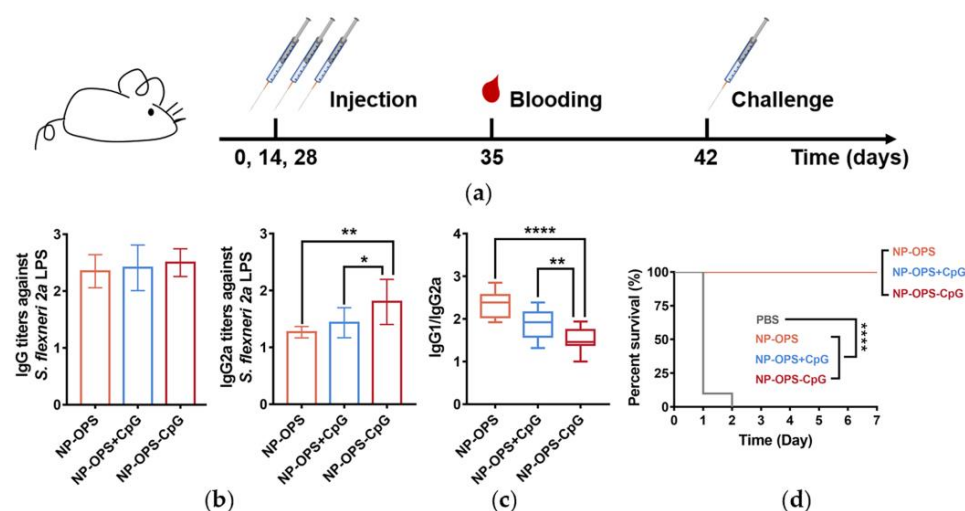 Injection
Blooding
Challenge
0, 14, 28
35
42
Time (days)
(a)
IgG titers against
S. flexneri 2a LPS
3
2
1
0
NP-OPS
NP-OPS+CpG
NP-OPS-CpG
IgG2a titers against
S. flexneri 2a LPS
3
2
1
0
**
*
NP-OPS
NP-OPS+CpG
NP-OPS-CpG
(b)
IgG1/IgG2a
4
3
2
1
0
****
**
NP-OPS
NP-OPS+CpG
NP-OPS-CpG
(c)
Percent survival (%)
100
75
50
25
0
NP-OPS
NP-OPS+CpG
NP-OPS-CpG
PBS
NP-OPS
NP-OPS+CpG
NP-OPS-CpG
****
0 1 2 3 4 5 6 7
Time (Day)
(d)